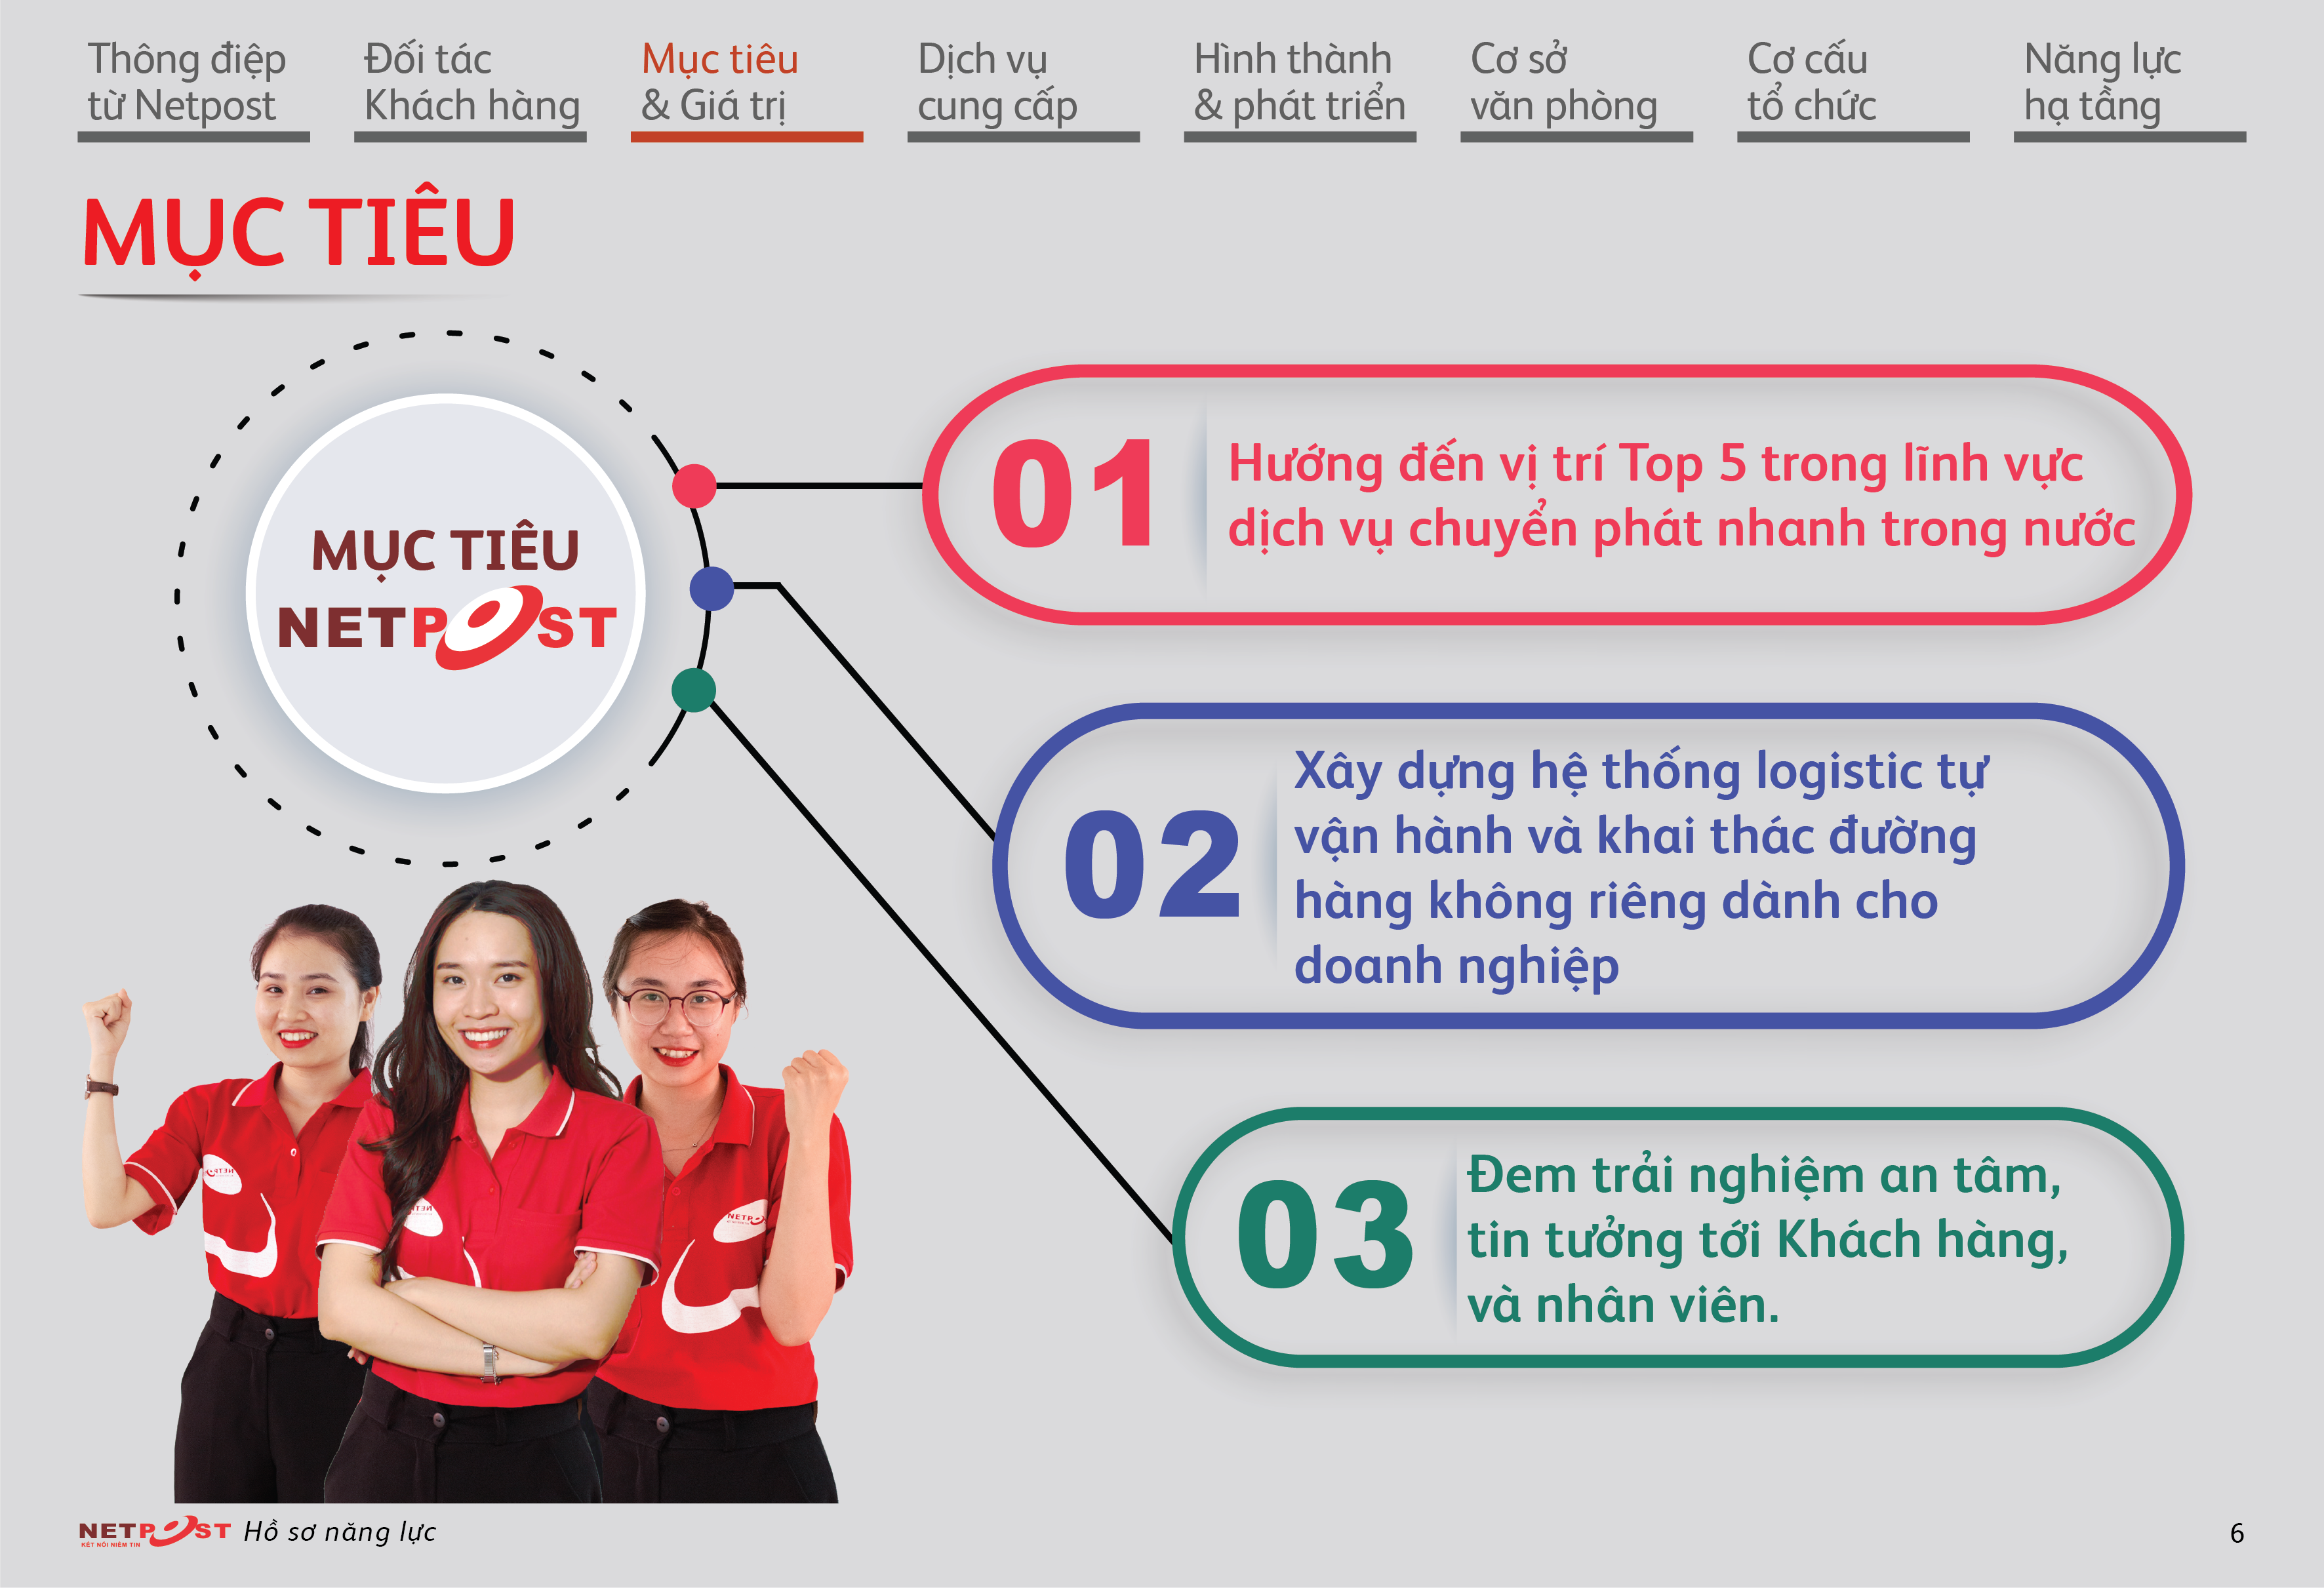 Thông điệp
từ Netpost
Đối tác
Khách hàng
Mục tiêu
& Giá trị
Dịch vụ
cung cấp
Hình thành
& phát triển
Cơ sở
văn phòng
Cơ cấu
tổ chức
Năng lực
hạ tầng
MỤC TIÊU
MỤC TIÊU
NETPOST
01
Hướng đến vị trí Top 5 trong lĩnh vực
dịch vụ chuyển phát nhanh trong nước
02
Xây dựng hệ thống logistic tự
vận hành và khai thác đường
hàng không riêng dành cho
doanh nghiệp
03
Đem trải nghiệm an tâm,
tin tưởng tới Khách hàng,
và nhân viên.
NETPOST
KẾT NỐI NIỀM TIN
Hồ sơ năng lực
6